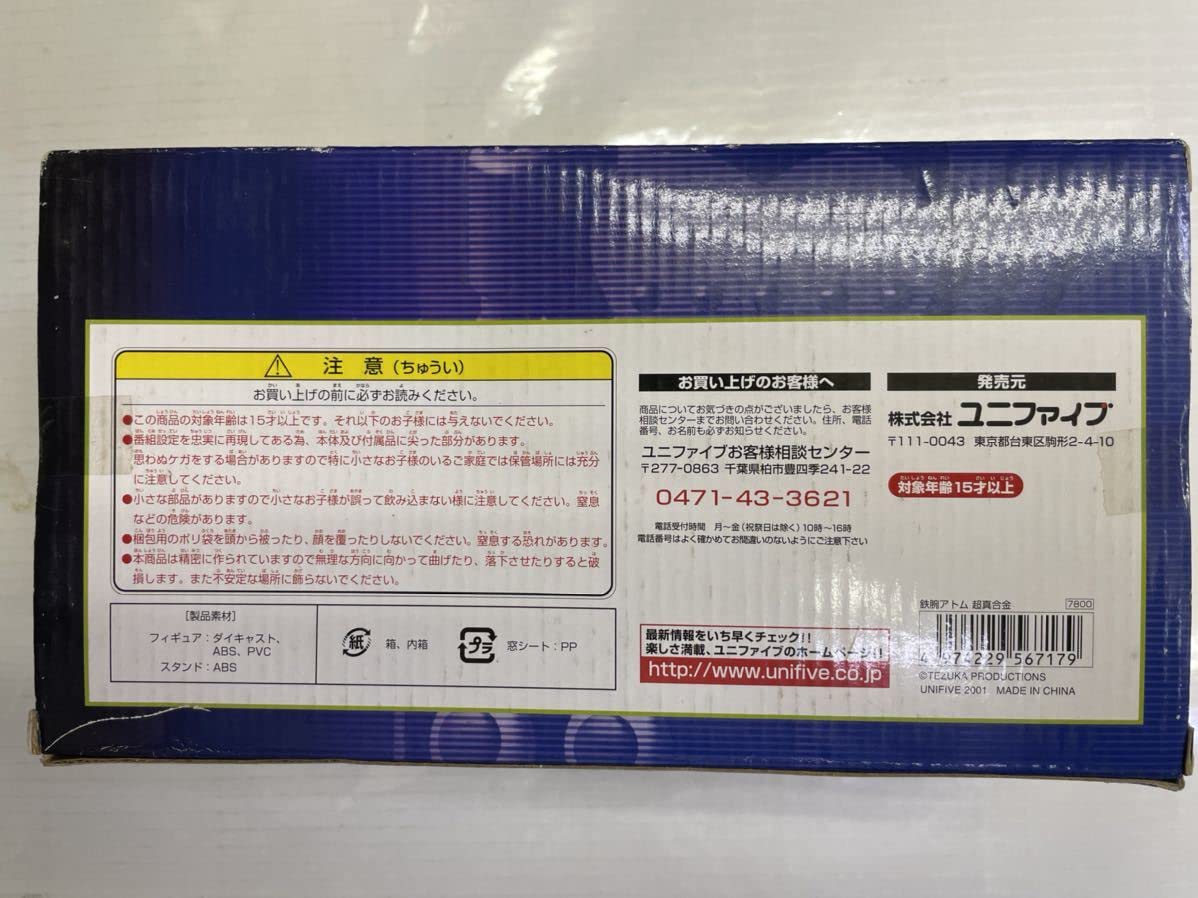 注意(ちゅうい)
お買い上げの前に必ずお読みください。
●この商品の対象年齢は15才以上です。それ以下のお子様には与えないでください。
●番組設定を忠実に再現してある為、本体及び付属品に尖った部分があります。
思わぬケガをする場合がありますので特に小さなお子様のいるご家庭では保管場所には充分
に注意してください。
●小さな部品がありますので小さなお子様が誤って飲み込まない様に注意してください。窒息
などの危険があります。
●梱包用のポリ袋を頭から被ったり、顔を覆ったりしないでください。窒息する恐れがあります。
●本商品は精密に作られていますので無理な方向に向かって曲げたり、落下させたりすると破
損します。また不安定な場所に飾らないでください。
[製品素材]
フィギュア:ダイキャスト、
ABS、PVC
スタンド:ABS
紙 箱、内箱
プラ 窓シート:PP
お買い上げのお客様へ
商品についてお気づきの点がございましたら、お客様
相談センターまでお問い合わせください。住所、電話
番号、お名前も必ずお知らせください。
ユニファイブお客様相談センター
〒277-0863 千葉県柏市豊四季241-22
0471-43-3621
電話受付時間 月〜金(祝祭日は除く)10時〜16時
電話番号はよく確かめてお間違いのないようにご注意下さい
最新情報をいち早くチェック!!
楽しさ満載、ユニファイブのホームページ!!
http://www.unifive.co.jp
発売元
株式会社 ユニファイブ
〒111-0043 東京都台東区駒形2-4-10
対象年齢15才以上
鉄腕アトム 超真合金 7800
4 972229 567179
©TEZUKA PRODUCTIONS
UNIFIVE 2001 MADE IN CHINA